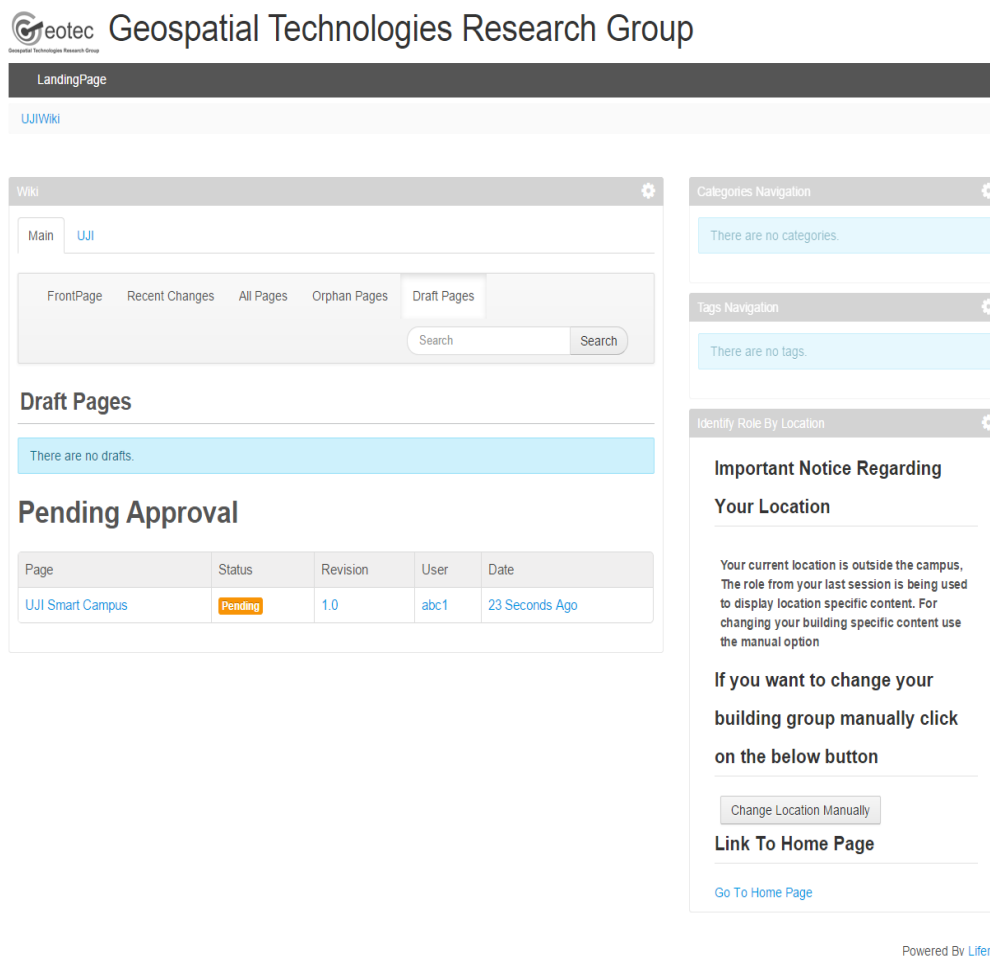 Geotec Geospatial Technologies Research Group
Geospatial Technologies Research Group
LandingPage
UJIWiki
Wiki
Main UJI
FrontPage Recent Changes All Pages Orphan Pages Draft Pages
Search Search
Draft Pages
There are no drafts.
Pending Approval
Page Status Revision User Date
UJI Smart Campus Pending 1.0 abc1 23 Seconds Ago
Categories Navigation
There are no categories.
Tags Navigation
There are no tags.
Identify Role By Location
Important Notice Regarding
Your Location
Your current location is outside the campus,
The role from your last session is being used
to display location specific content. For
changing your building specific content use
the manual option
If you want to change your
building group manually click
on the below button
Change Location Manually
Link To Home Page
Go To Home Page
Powered By Lifer